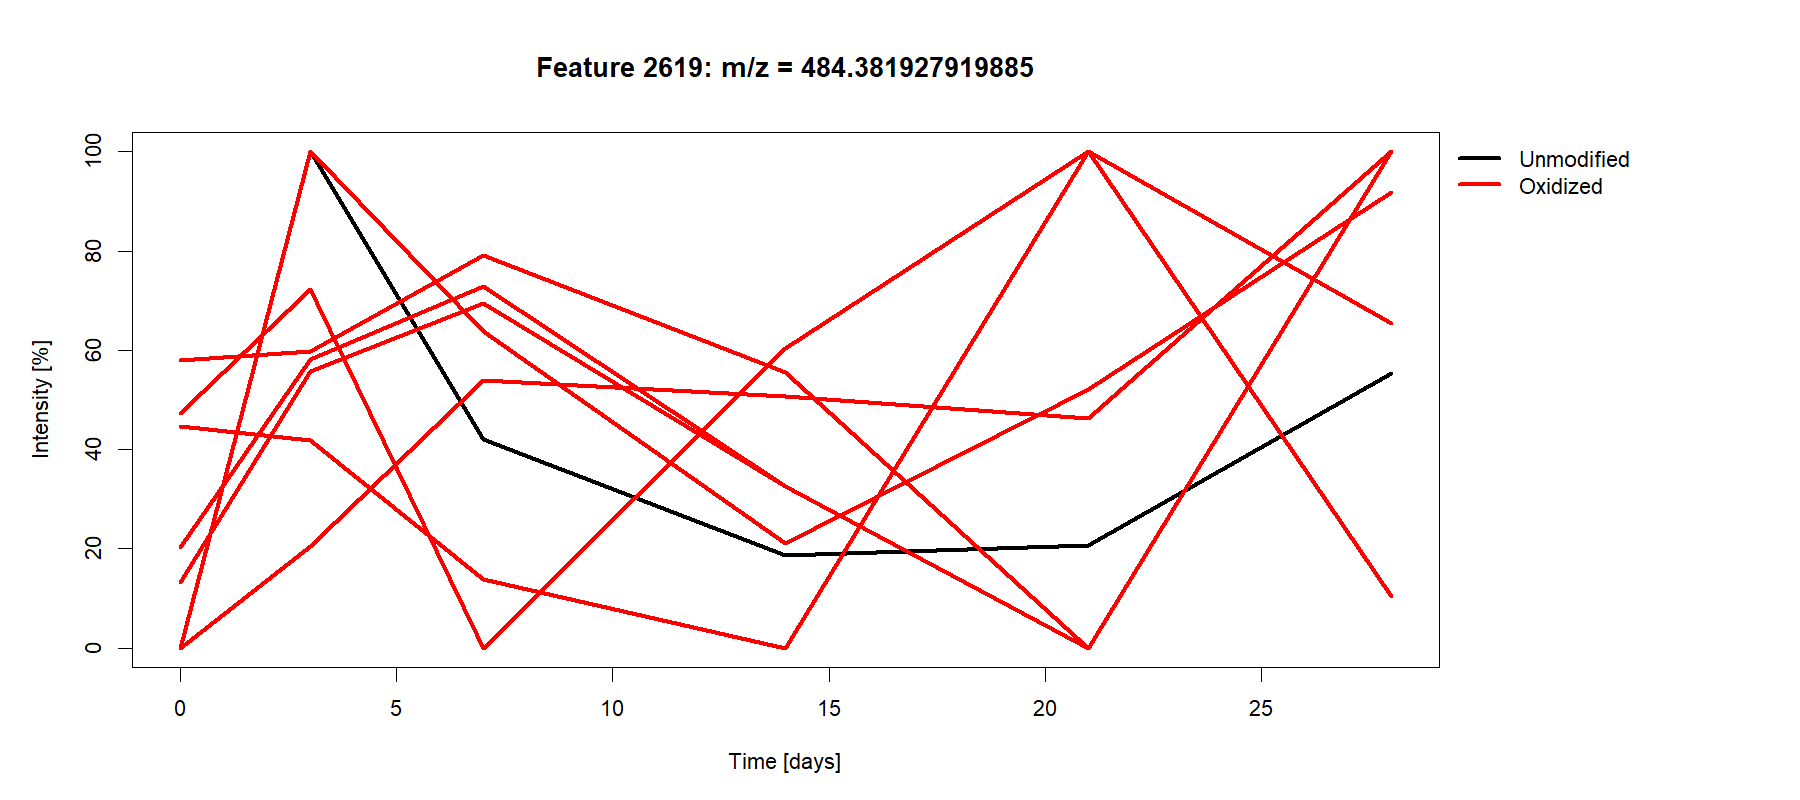 Feature 2619: m/z = 484.381927919885
100
80
60
40
20
0
Intensity [%]
0 5 10 15 20 25
Time [days]
Unmodified
Oxidized